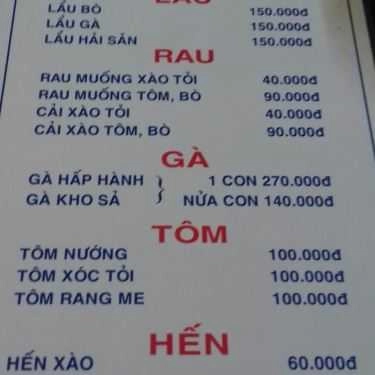 LẨU
LẨU BÒ 150.000đ
LẨU GÀ 150.000đ
LẨU HẢI SẢN 150.000đ
RAU
RAU MUỐNG XÀO TỎI 40.000đ
RAU MUỐNG TÔM, BÒ 90.000đ
CẢI XÀO TỎI 40.000đ
CẢI XÀO TÔM, BÒ 90.000đ
GÀ
GÀ HẤP HÀNH 1 CON 270.000đ
GÀ KHO SẢ NỬA CON 140.000đ
TÔM
TÔM NƯỚNG 100.000đ
TÔM XÓC TỎI 100.000đ
TÔM RANG ME 100.000đ
HẾN
HẾN XÀO 60.000đ